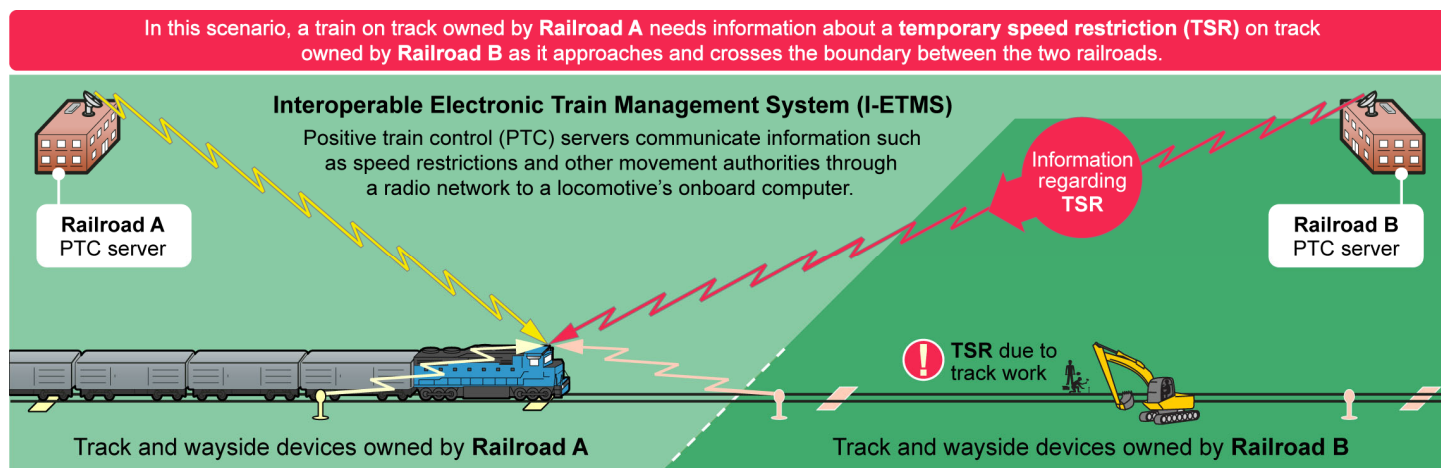 In this scenario, a train on track owned by Railroad A needs information about a temporary speed restriction (TSR) on track
owned by Railroad B as it approaches and crosses the boundary between the two railroads.
Interoperable Electronic Train Management System (I-ETMS)
Positive train control (PTC) servers communicate information such
as speed restrictions and other movement authorities through
a radio network to a locomotive's onboard computer.
Railroad A
PTC server
Information
regarding
TSR
Railroad B
PTC server
! TSR due to
track work
Track and wayside devices owned by Railroad A
Track and wayside devices owned by Railroad B